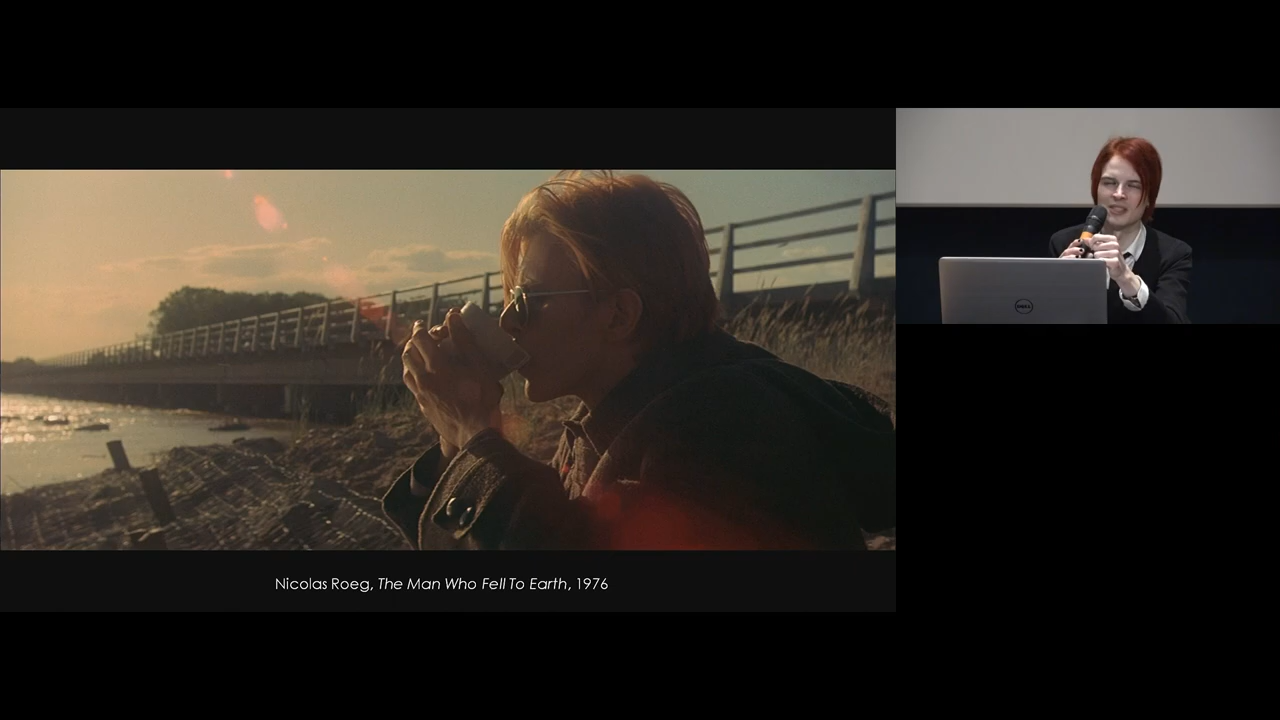 Nicolas Roeg, The Man Who Fell To Earth, 1976
DELL